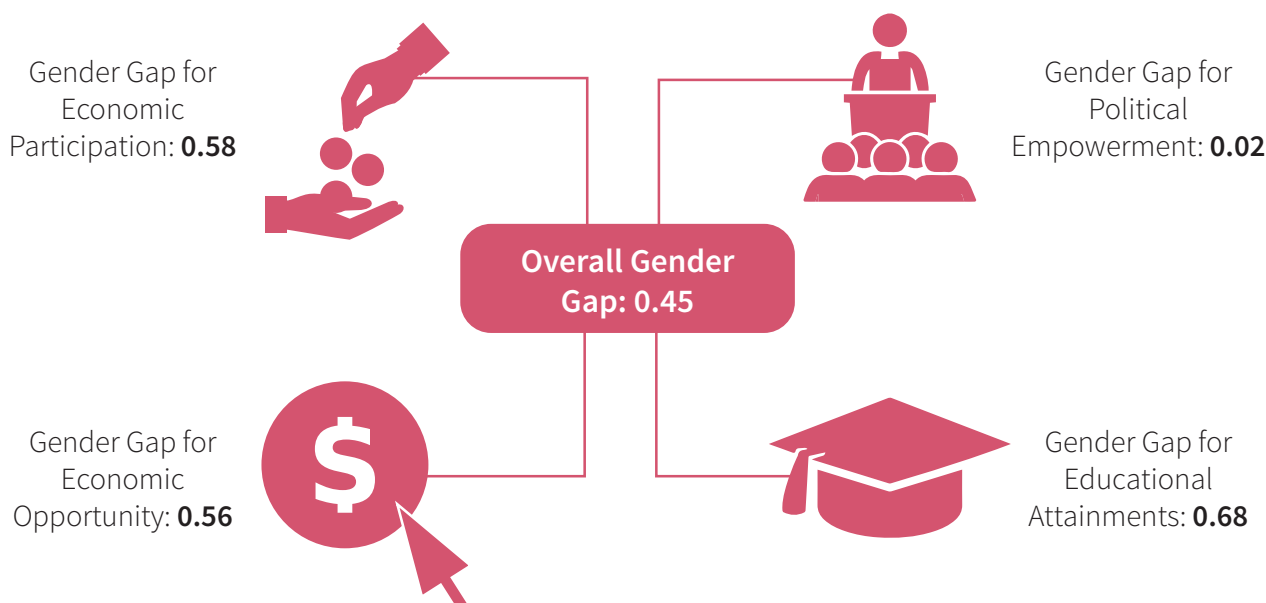 Gender Gap for
Economic
Participation: 0.58
Gender Gap for
Political
Empowerment: 0.02
Overall Gender
Gap: 0.45
Gender Gap for
Economic
Opportunity: 0.56
$
Gender Gap for
Educational
Attainments: 0.68